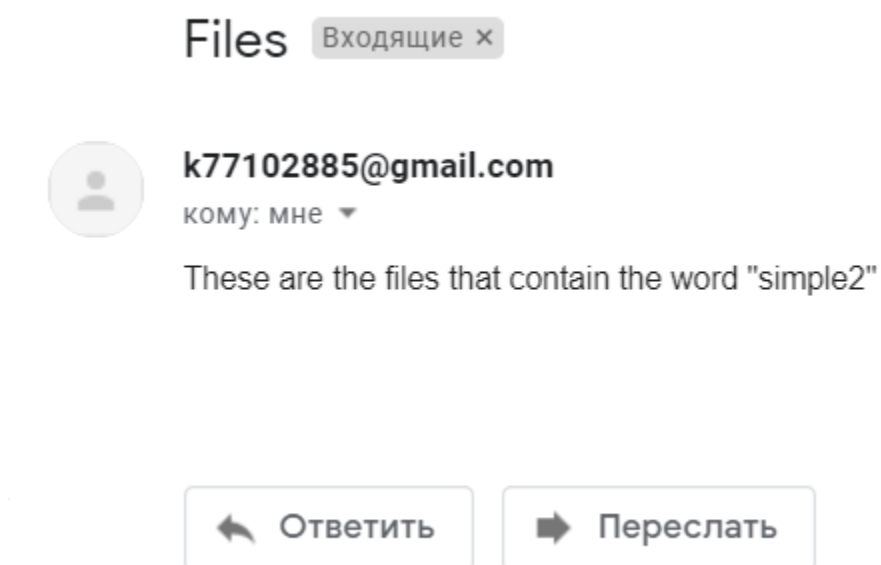 Files Входящие ×
k77102885@gmail.com
кому: мне
These are the files that contain the word "simple2"
Ответить Переслать